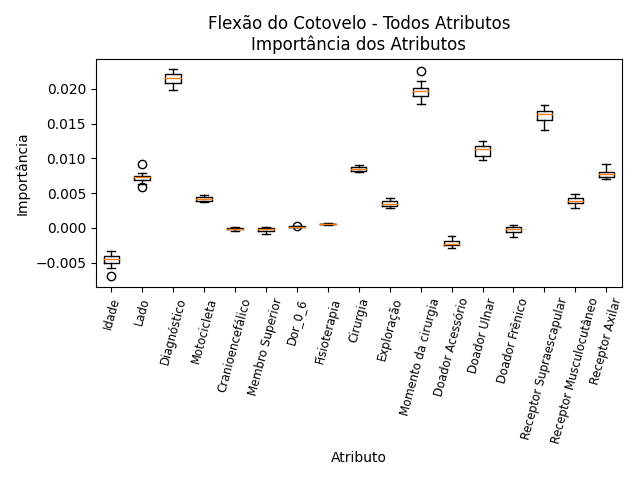 Flexão do Cotovelo - Todos Atributos
Importância dos Atributos
Importância
0.020
0.015
0.010
0.005
0.000
−0.005
Idade
Lado
Diagnóstico
Motocicleta
Cranioencefálico
Membro Superior
Dor_0_6
Fisioterapia
Cirurgia
Exploração
Momento da cirurgia
Doador Acessório
Doador Ulnar
Doador Frênico
Receptor Supraescapular
Receptor Musculocutâneo
Receptor Axilar
Atributo